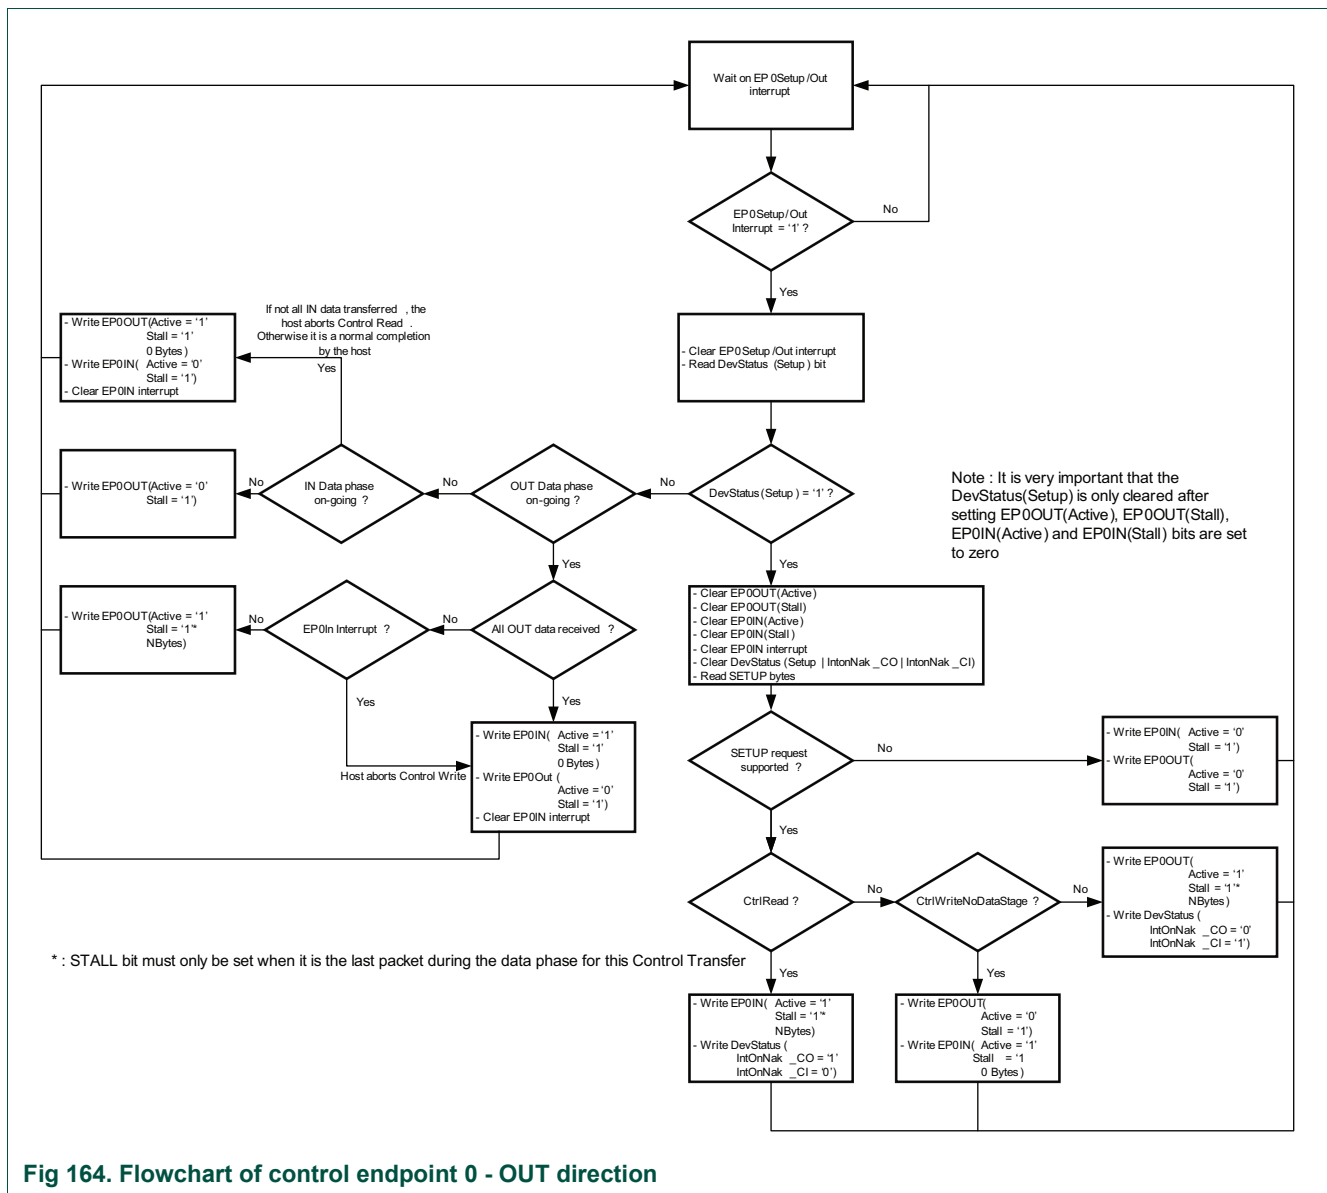 Wait on EP 0Setup /Out
interrupt
EP0Setup/Out
Interrupt = '1' ?
No
Yes
- Clear EP0Setup /Out interrupt
- Read DevStatus (Setup ) bit
If not all IN data transferred , the
host aborts Control Read .
Otherwise it is a normal completion
by the host
Yes
- Write EP0OUT(Active = '1'
Stall = '1'
0 Bytes )
- Write EP0IN( Active = '0'
Stall = '1')
- Clear EP0IN interrupt
DevStatus (Setup ) = '1' ?
No
OUT Data phase
on-going ?
No
IN Data phase
on-going ?
No
- Write EP0OUT(Active = '0'
Stall = '1')
Note : It is very important that the
DevStatus(Setup) is only cleared after
setting EP0OUT(Active), EP0OUT(Stall),
EP0IN(Active) and EP0IN(Stall) bits are set
to zero
Yes
Yes
- Clear EP0OUT(Active)
- Clear EP0OUT(Stall)
- Clear EP0IN(Active)
- Clear EP0IN(Stall)
- Clear EP0IN interrupt
- Clear DevStatus (Setup | IntonNak _CO | IntonNak _CI)
- Read SETUP bytes
All OUT data received ?
No
EP0In Interrupt ?
No
- Write EP0OUT(Active = '1'
Stall = '1'*
NBytes)
Yes
Yes
Host aborts Control Write
- Write EP0IN( Active = '1'
Stall = '1'
0 Bytes )
- Write EP0Out (
Active = '0'
Stall = '1')
- Clear EP0IN interrupt
SETUP request
supported ?
No
- Write EP0IN( Active = '0'
Stall = '1')
- Write EP0OUT(
Active = '0'
Stall = '1')
Yes
CtrlRead ?
No
CtrlWriteNoDataStage ?
No
- Write EP0OUT(
Active = '1'
Stall = '1'*
NBytes )
- Write DevStatus (
IntOnNak _CO = '0'
IntOnNak _CI = '1')
* : STALL bit must only be set when it is the last packet during the data phase for this Control Transfer
Yes
Yes
- Write EP0IN( Active = '1'
Stall = '1'*
NBytes)
- Write DevStatus (
IntOnNak _CO = '1'
IntOnNak _CI = '0')
- Write EP0OUT(
Active = '0'
Stall = '1')
- Write EP0IN( Active = '1'
Stall = '1
0 Bytes )
Fig 164. Flowchart of control endpoint 0 - OUT direction